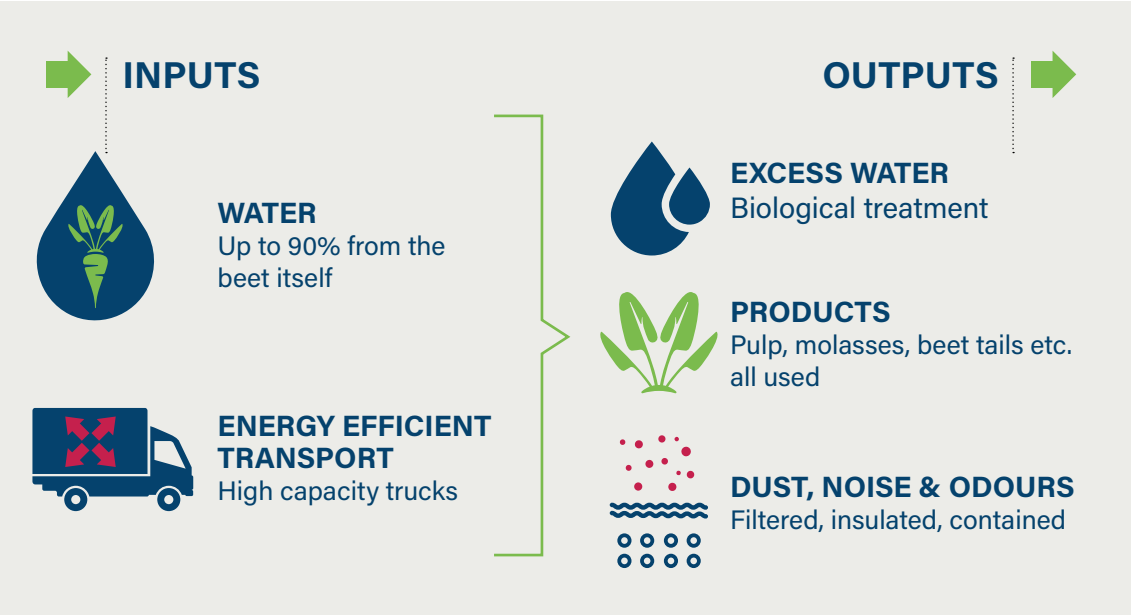 INPUTS
WATER
Up to 90% from the
beet itself
ENERGY EFFICIENT
TRANSPORT
High capacity trucks
OUTPUTS
EXCESS WATER
Biological treatment
PRODUCTS
Pulp, molasses, beet tails etc.
all used
DUST, NOISE & ODOURS
Filtered, insulated, contained